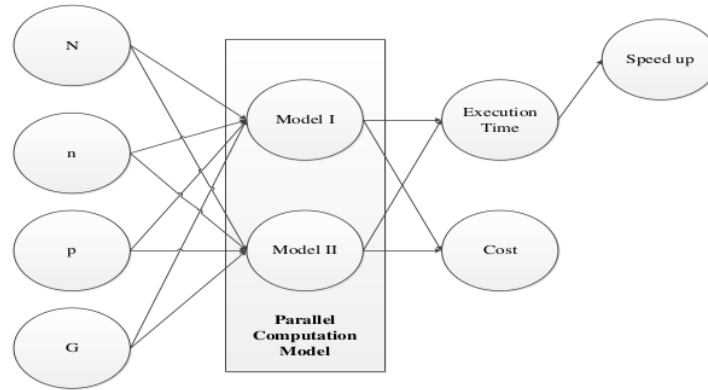 N
n
p
G
Model I
Model II
Parallel
Computation
Model
Execution
Time
Cost
Speed up